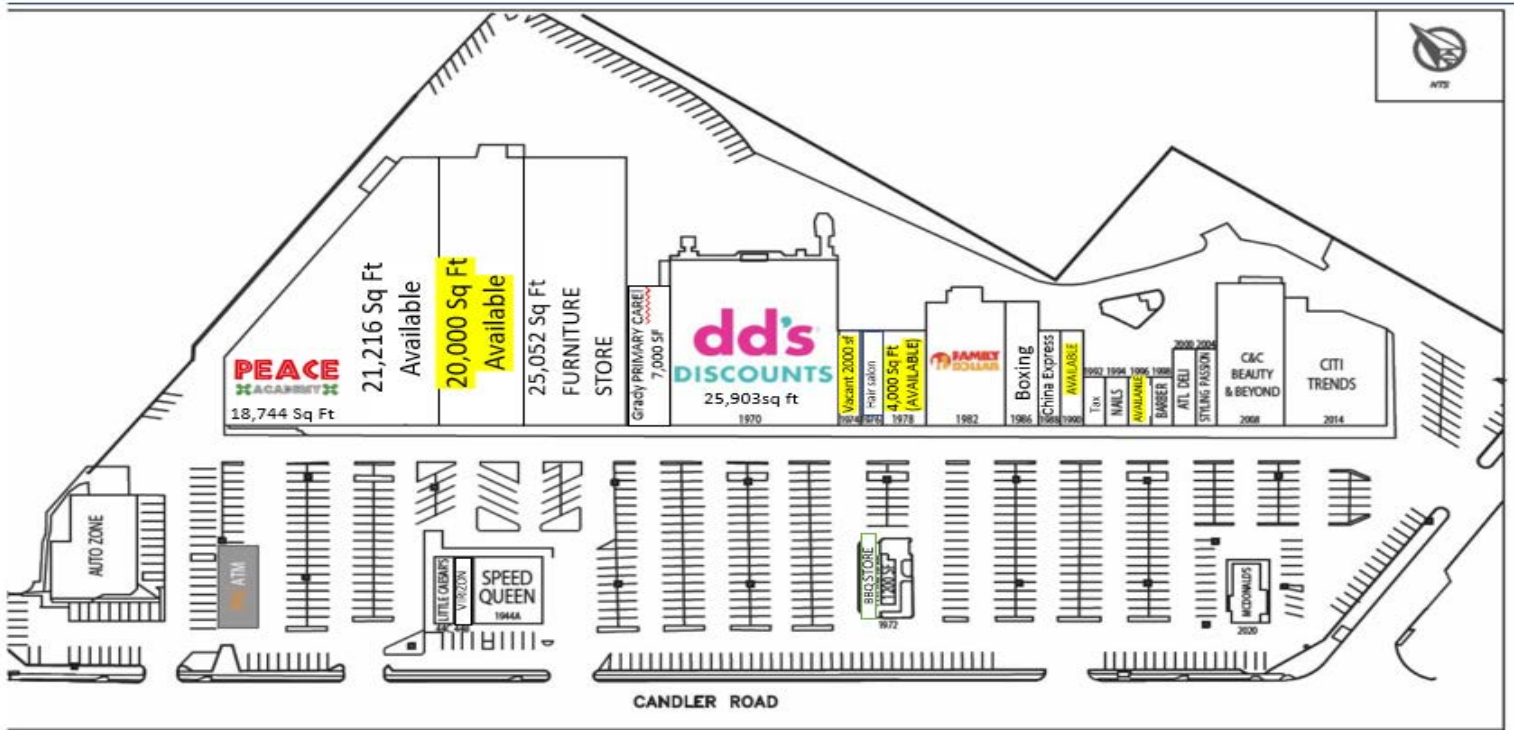 NTS
PEACE
ACADEMY
18,744 Sq Ft
21,216 Sq Ft
Available
20,000 Sq Ft
Available
25,052 Sq Ft
FURNITURE
STORE
Grady PRIMARY CARE
7,000 SF
dd's
DISCOUNTS
25,903sq ft
1970
Vacant 2000 sf
1974
Hair salon
1976
4,000 Sq Ft
(AVAILABLE)
1978
FAMILY
DOLLAR
1982
Boxing
1986
China Express
1988
AVAILABLE
1990
1992
Tax
1994
NAILS
1996
AVAILABLE
1998
BARBER
2000
ATL DELI
2004
STYLING PASSION
C&C
BEAUTY
& BEYOND
2008
CITI
TRENDS
2014
AUTO ZONE
ATM
LITTLE CAESAR'S
VIRIZON
SPEED
QUEEN
1944A
BBQ STORE
1200 SF
1972
MCDONALD'S
2020
CANDLER ROAD